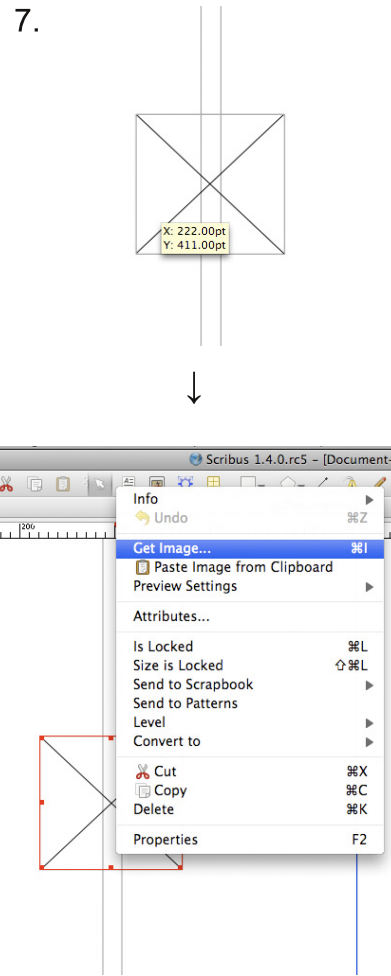 7.
X: 222.00pt
Y: 411.00pt
↓
Scribus 1.4.0.rc5 – [Document-
200
Info ▶
Undo ⌘Z
Get Image... ⌘I
Paste Image from Clipboard
Preview Settings ▶
Attributes...
Is Locked ⌘L
Size is Locked ⇧⌘L
Send to Scrapbook ▶
Send to Patterns
Level ▶
Convert to ▶
Cut ⌘X
Copy ⌘C
Delete ⌘K
Properties F2